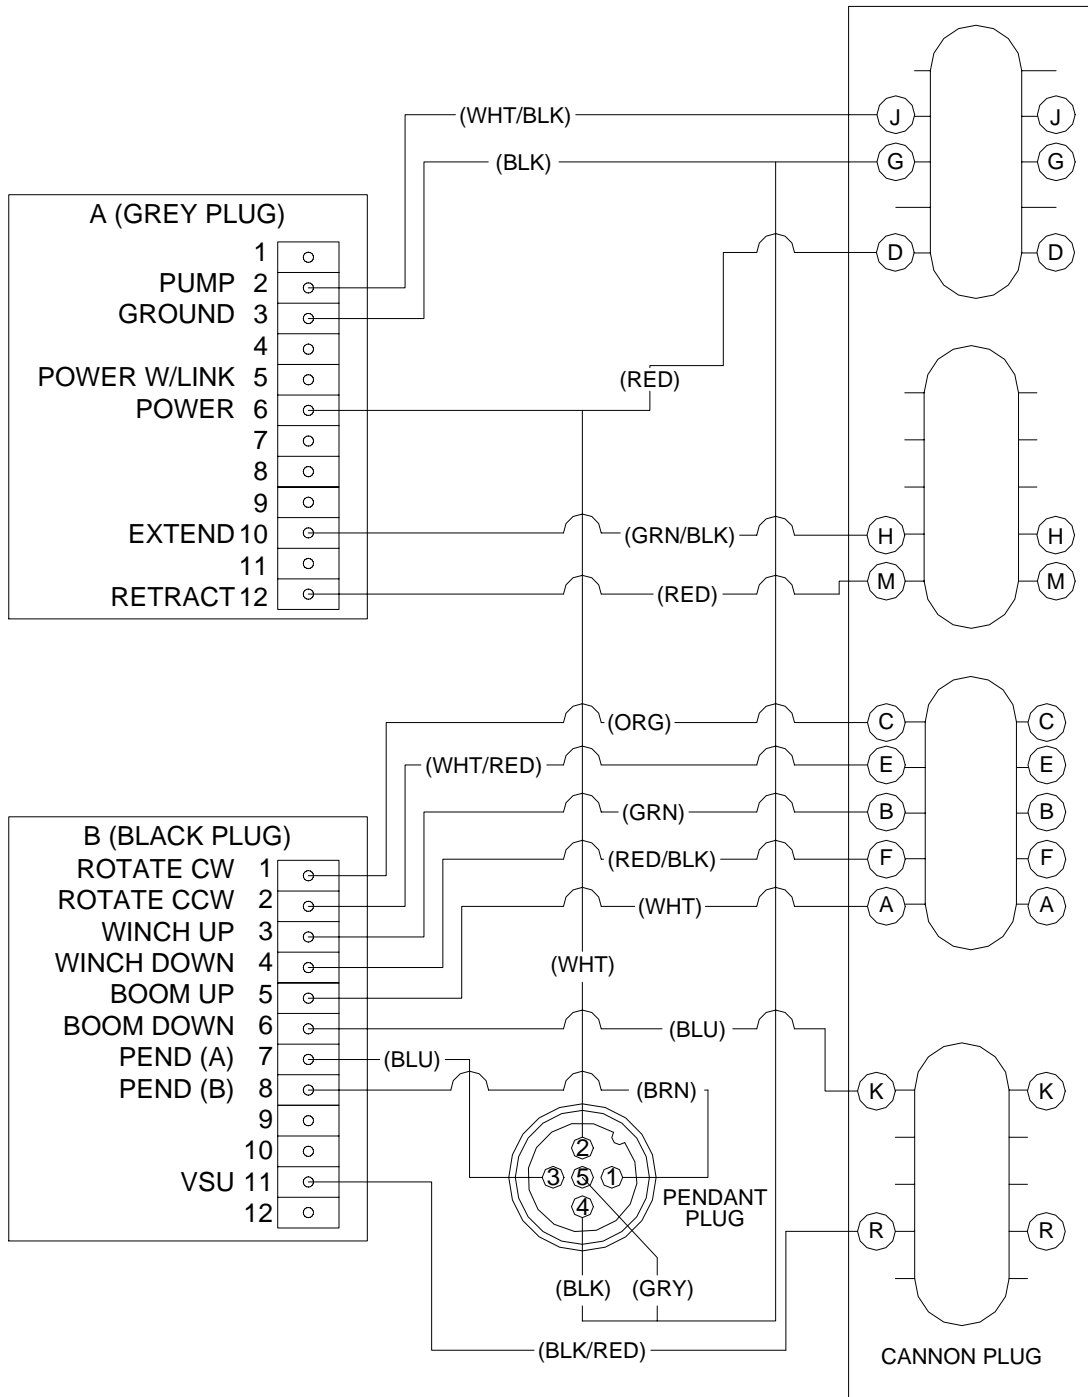 (WHT/BLK)
J
J
(BLK)
G
G
A (GREY PLUG)
1
D
D
PUMP 2
GROUND 3
4
POWER W/LINK 5
(RED)
POWER 6
7
8
9
EXTEND 10
(GRN/BLK)
H
H
11
M
M
RETRACT 12
(RED)
(ORG)
C
C
(WHT/RED)
E
E
(GRN)
B
B
B (BLACK PLUG)
ROTATE CW 1
(RED/BLK)
F
F
ROTATE CCW 2
(WHT)
A
A
WINCH UP 3
WINCH DOWN 4
(WHT)
BOOM UP 5
BOOM DOWN 6
(BLU)
PEND (A) 7
(BLU)
PEND (B) 8
(BRN)
K
K
9
10
2
VSU 11
3
5
1
PENDANT
PLUG
4
12
R
R
(BLK)
(GRY)
(BLK/RED)
CANNON PLUG